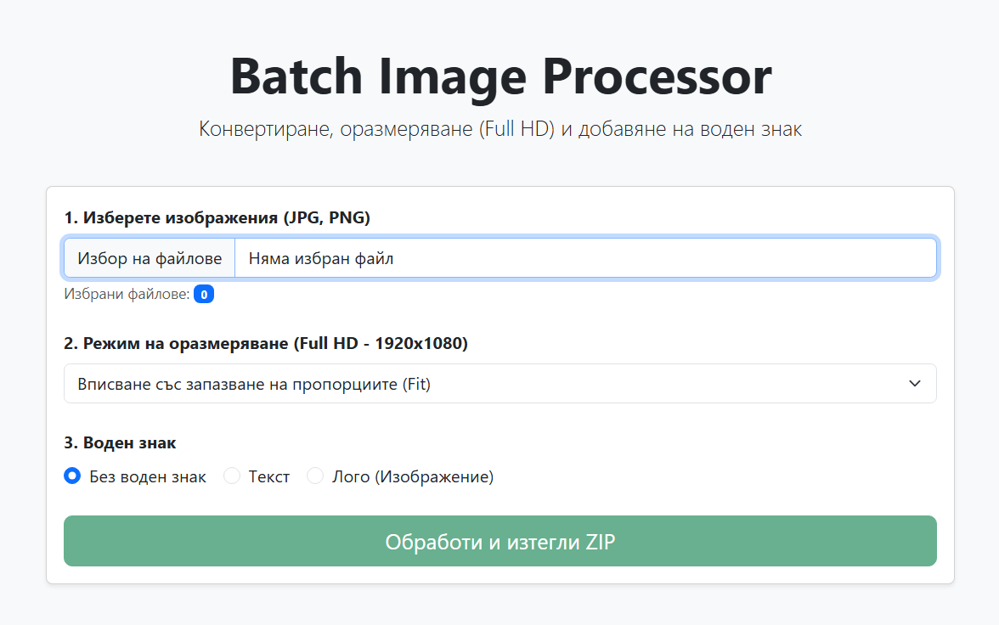 Batch Image Processor
Конвертиране, оразмеряване (Full HD) и добавяне на воден знак
1. Изберете изображения (JPG, PNG)
Избор на файлове Няма избран файл
Избрани файлове: 0
2. Режим на оразмеряване (Full HD - 1920x1080)
Вписване със запазване на пропорциите (Fit)
3. Воден знак
Без воден знак Текст Лого (Изображение)
Обработи и изтегли ZIP